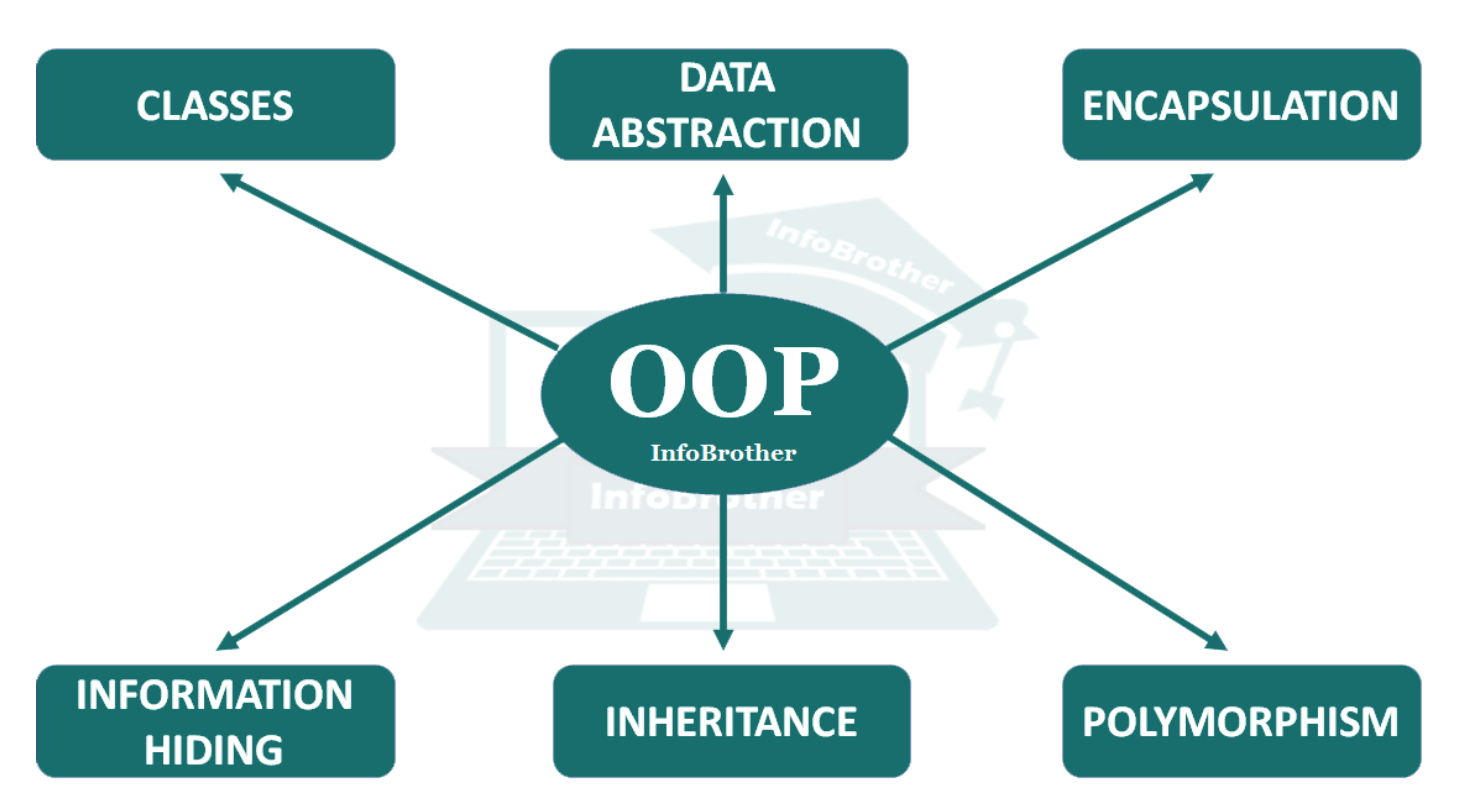 CLASSES
DATA
ABSTRACTION
ENCAPSULATION
InfoBrother
OOP
InfoBrother
InfoBrother
INFORMATION
HIDING
INHERITANCE
POLYMORPHISM